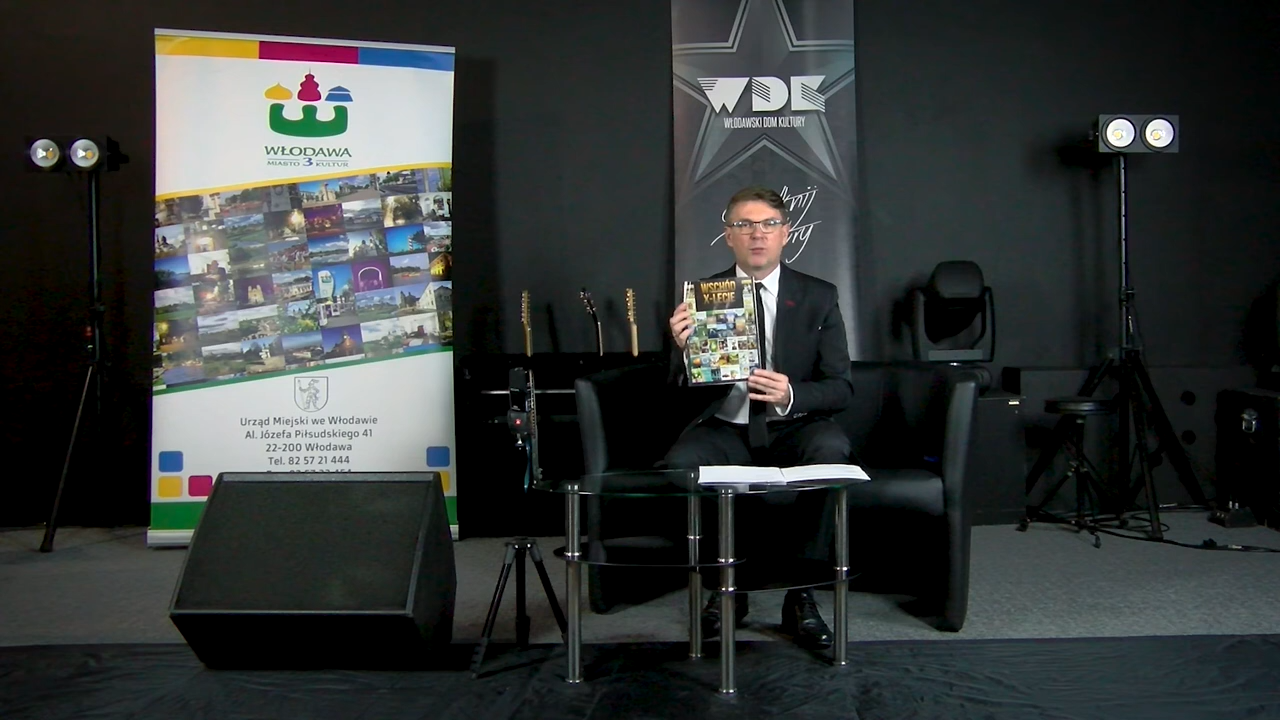 WŁODAWA
MIASTO 3 KULTUR
Urząd Miejski we Włodawie
Al. Józefa Piłsudskiego 41
22-200 Włodawa
Tel. 82 57 21 444
WDK
WŁODAWSKI DOM KULTURY
WSCHÓD
X-LECIE